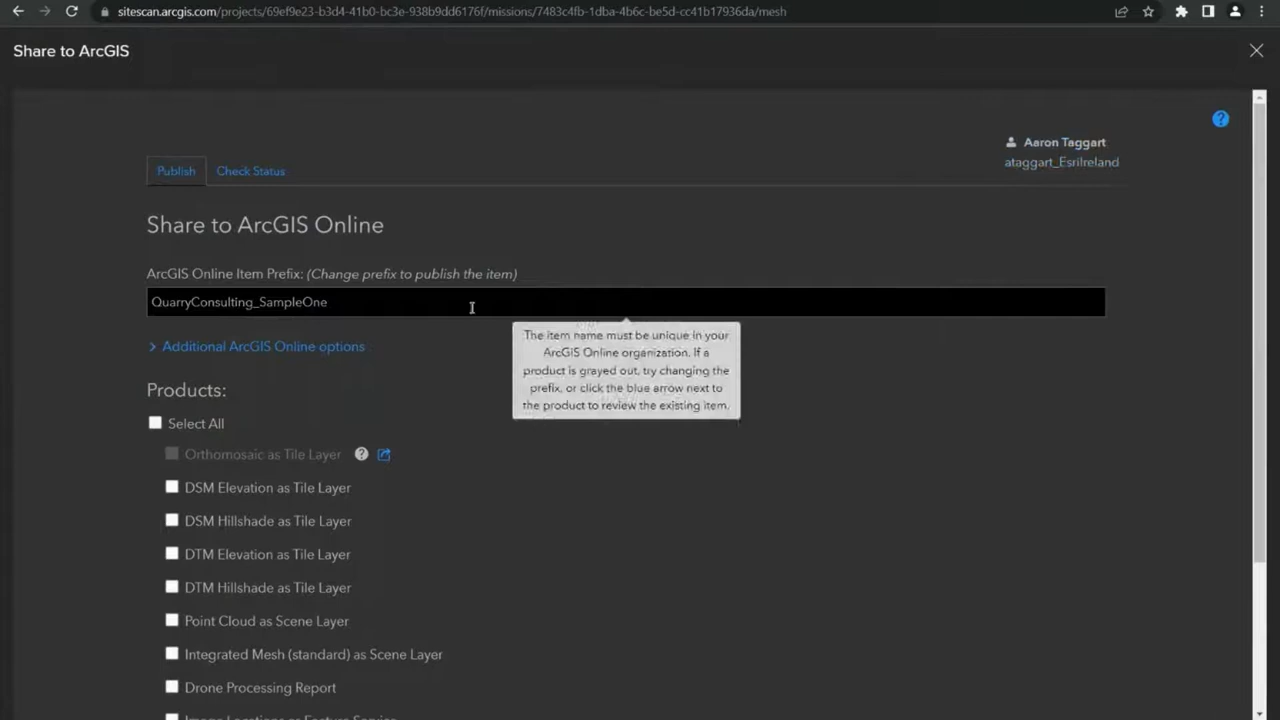 sitescan.arcgis.com/projects/69ef9e23-b3d4-41b0-bc3e-938b9dd6176f/missions/7483c4fb-1dba-4b6c-be5d-cc41b17936da/mesh
Share to ArcGIS
Aaron Taggart
ataggart_EsriIreland
Publish
Check Status
Share to ArcGIS Online
ArcGIS Online Item Prefix: (Change prefix to publish the item)
QuarryConsulting_SampleOne
The item name must be unique in your
ArcGIS Online organization. If a
product is grayed out, try changing the
prefix, or click the blue arrow next to
the product to review the existing item.
Additional ArcGIS Online options
Products:
Select All
Orthomosaic as Tile Layer
DSM Elevation as Tile Layer
DSM Hillshade as Tile Layer
DTM Elevation as Tile Layer
DTM Hillshade as Tile Layer
Point Cloud as Scene Layer
Integrated Mesh (standard) as Scene Layer
Drone Processing Report
Image Locations as Feature Service